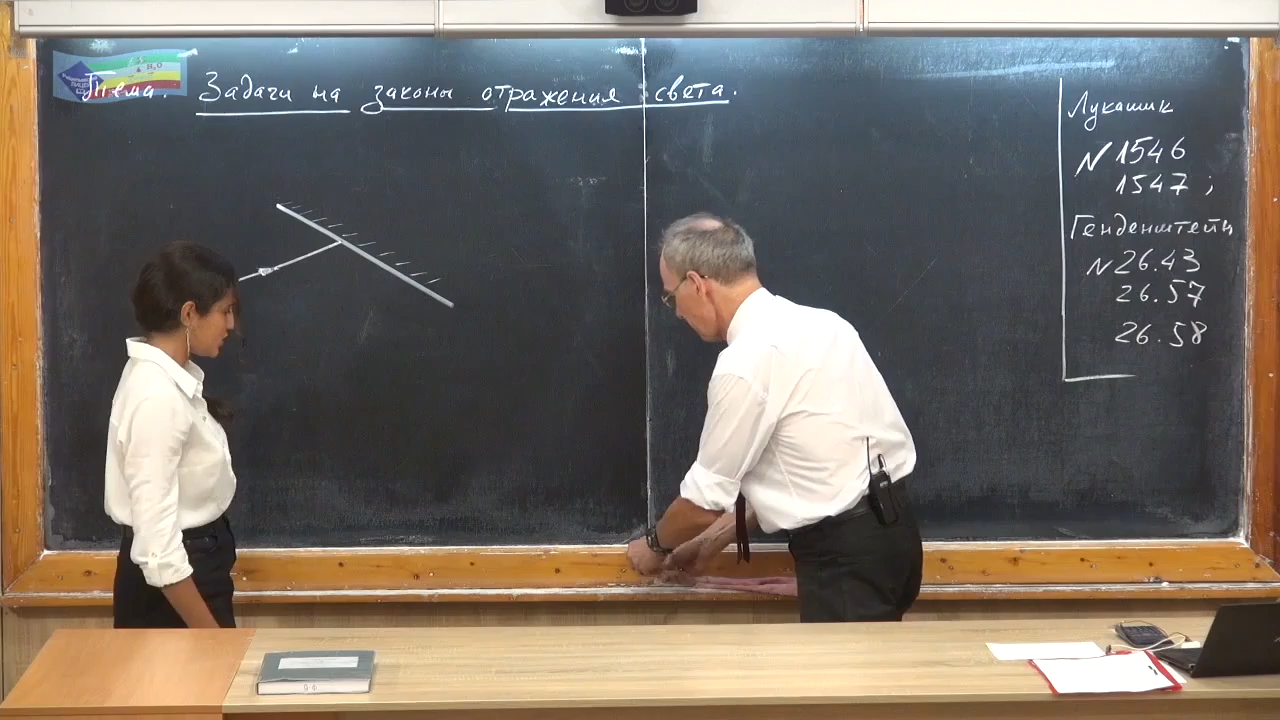 Тема. Задачи на законы отражения света.
Лукашик
N 1546
1547 ;
Генденштейн
N 26.43
26.57
26.58